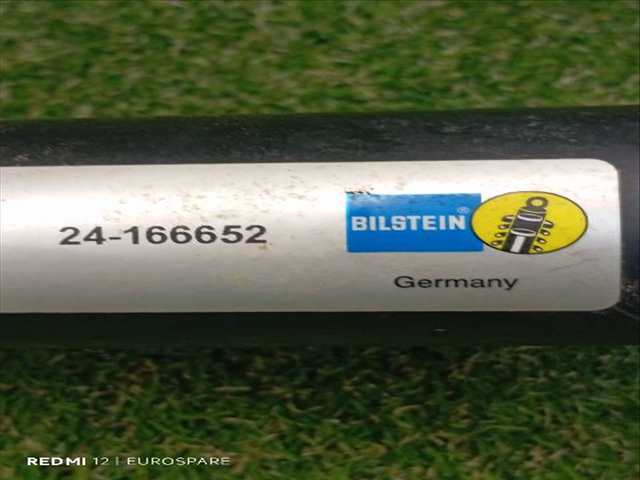 24-166652
BILSTEIN®
Germany
REDMI 12 | EUROSPARE